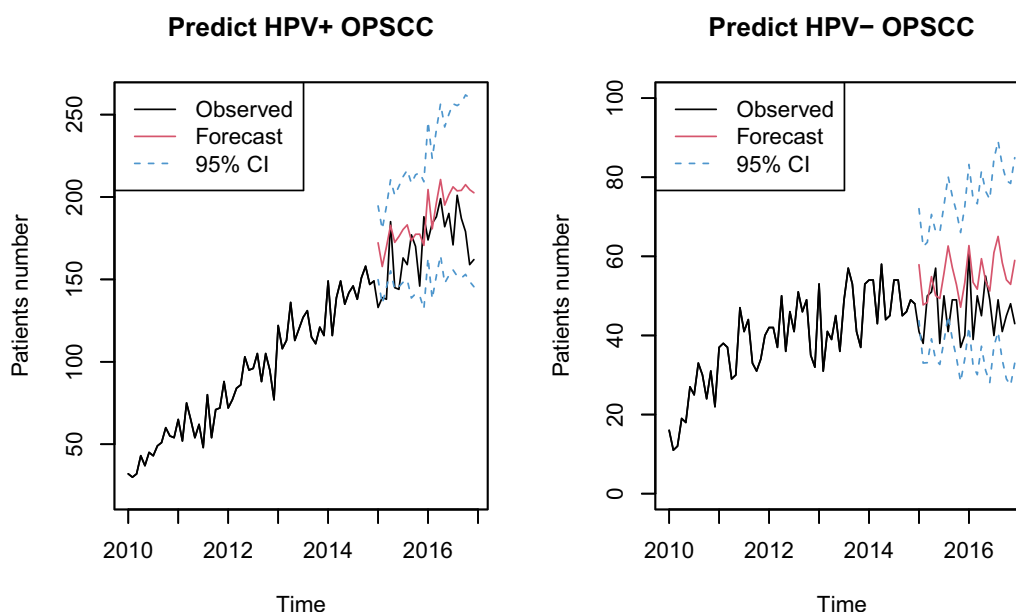 Predict HPV+ OPSCC
Observed
Forecast
95% CI
Patients number
50
100
150
200
250
2010
2012
2014
2016
Time
Predict HPV− OPSCC
Observed
Forecast
95% CI
Patients number
0
20
40
60
80
100
2010
2012
2014
2016
Time